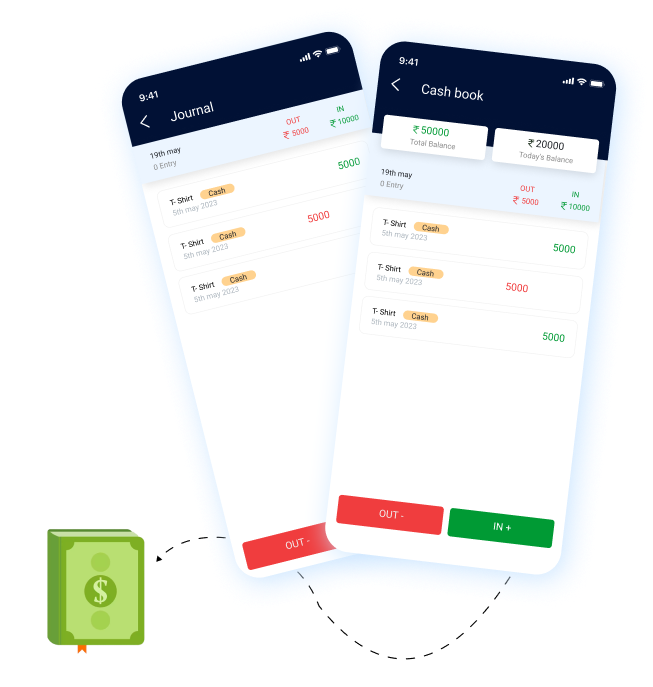 9:41
Journal
19th may
0 Entry
OUT
₹ 5000
IN
₹ 10000
T- Shirt Cash
5th may 2023
5000
T- Shirt Cash
5th may 2023
5000
T- Shirt Cash
5th may 2023
OUT -
9:41
Cash book
₹ 50000
Total Balance
₹ 20000
Today's Balance
19th may
0 Entry
OUT
₹ 5000
IN
₹ 10000
T- Shirt Cash
5th may 2023
5000
T- Shirt Cash
5th may 2023
5000
T- Shirt Cash
5th may 2023
5000
OUT -
IN +
$